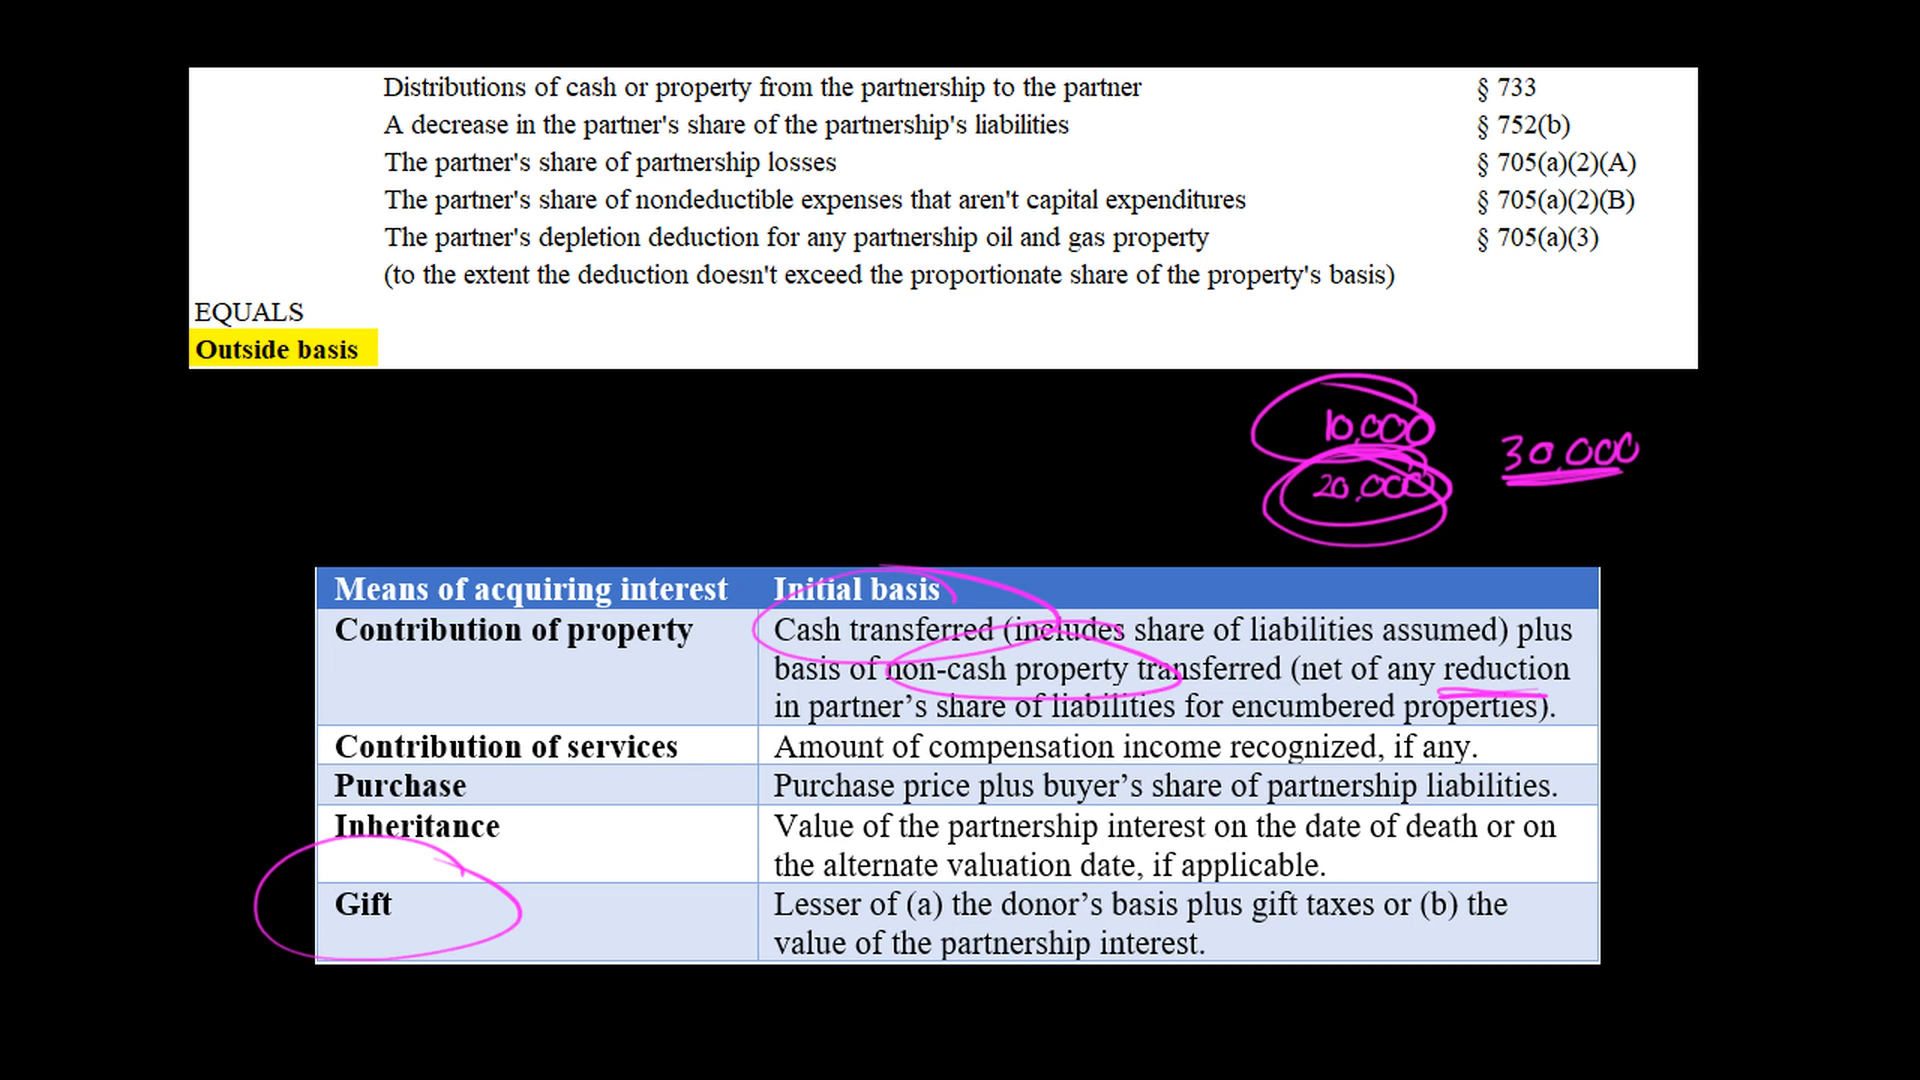 Distributions of cash or property from the partnership to the partner § 733
A decrease in the partner's share of the partnership's liabilities § 752(b)
The partner's share of partnership losses § 705(a)(2)(A)
The partner's share of nondeductible expenses that aren't capital expenditures § 705(a)(2)(B)
The partner's depletion deduction for any partnership oil and gas property § 705(a)(3)
(to the extent the deduction doesn't exceed the proportionate share of the property's basis)
EQUALS
Outside basis
10,000
30,000
20,000
Means of acquiring interest Initial basis
Contribution of property Cash transferred (includes share of liabilities assumed) plus
basis of non-cash property transferred (net of any reduction
in partner’s share of liabilities for encumbered properties).
Contribution of services Amount of compensation income recognized, if any.
Purchase Purchase price plus buyer’s share of partnership liabilities.
Inheritance Value of the partnership interest on the date of death or on
the alternate valuation date, if applicable.
Gift Lesser of (a) the donor’s basis plus gift taxes or (b) the
value of the partnership interest.